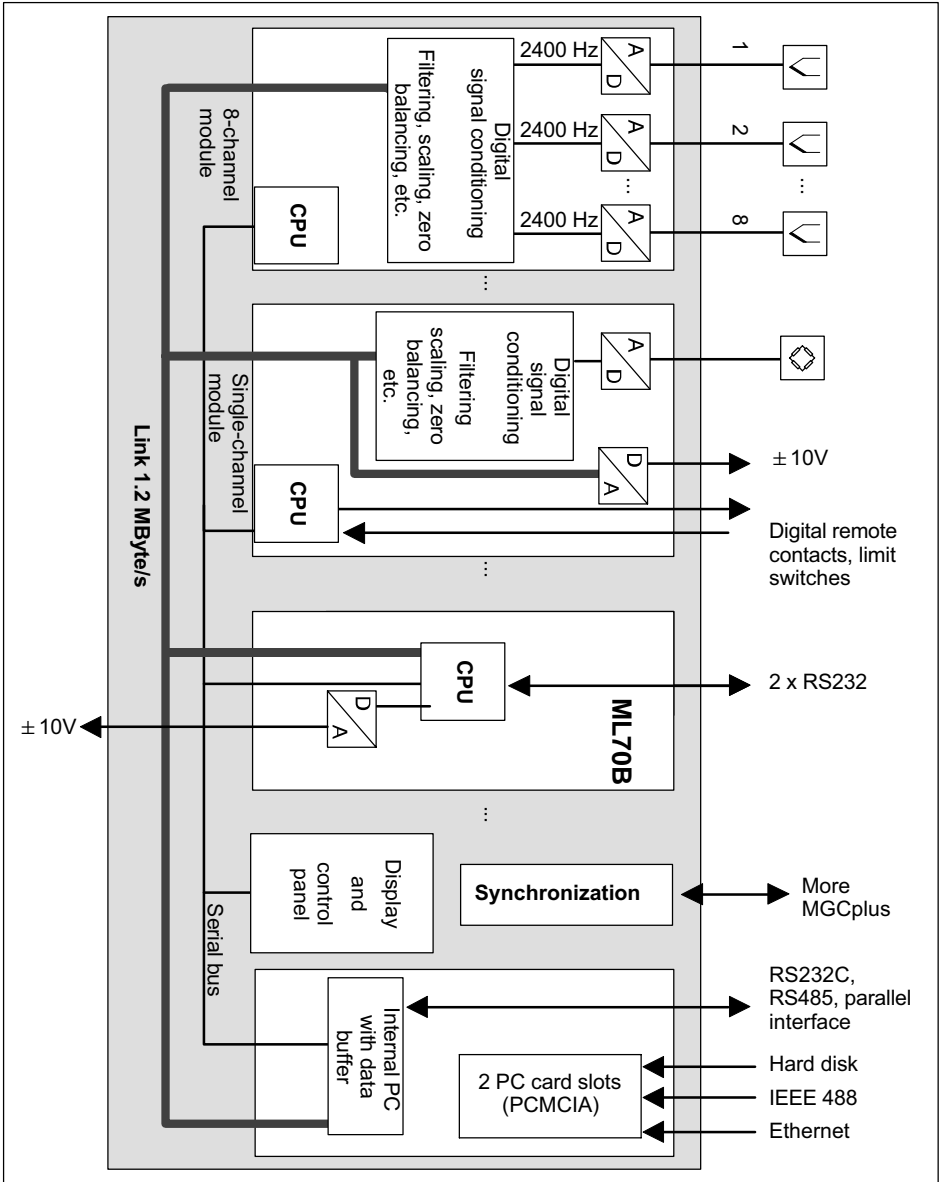 2400 Hz
A
D
1
Digital
signal conditioning
Filtering, scaling, zero
balancing, etc.
2400 Hz
A
D
2
...
...
2400 Hz
A
D
8
8-channel
module
CPU
...
Digital
signal
conditioning
Filtering
scaling, zero
balancing,
etc.
A
D
D
A
± 10V
Single-channel
module
CPU
Digital remote
contacts, limit
switches
Link 1.2 MByte/s
...
CPU
2 x RS232
D
A
ML70B
± 10V
...
Display
and
control
panel
Synchronization
More
MGCplus
Serial bus
Internal PC
with data
buffer
RS232C,
RS485, parallel
interface
2 PC card slots
(PCMCIA)
Hard disk
IEEE 488
Ethernet